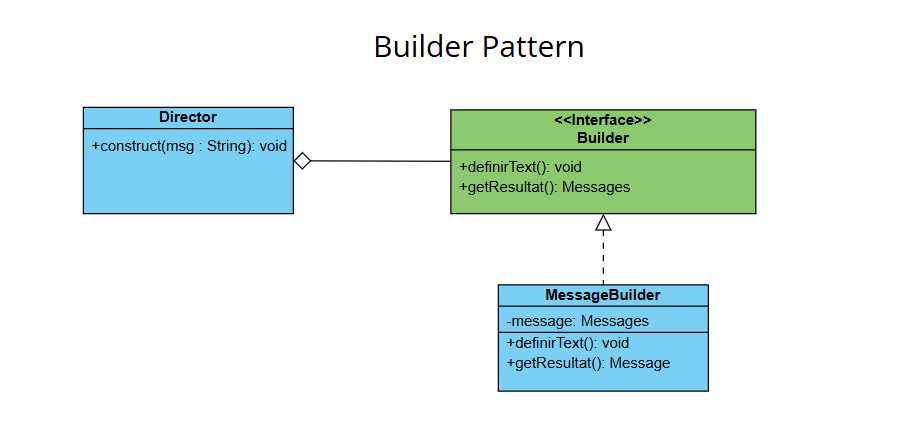 Builder Pattern
Director
+construct(msg : String): void
<<Interface>>
Builder
+definirText(): void
+getResultat(): Messages
MessageBuilder
-message: Messages
+definirText(): void
+getResultat(): Message